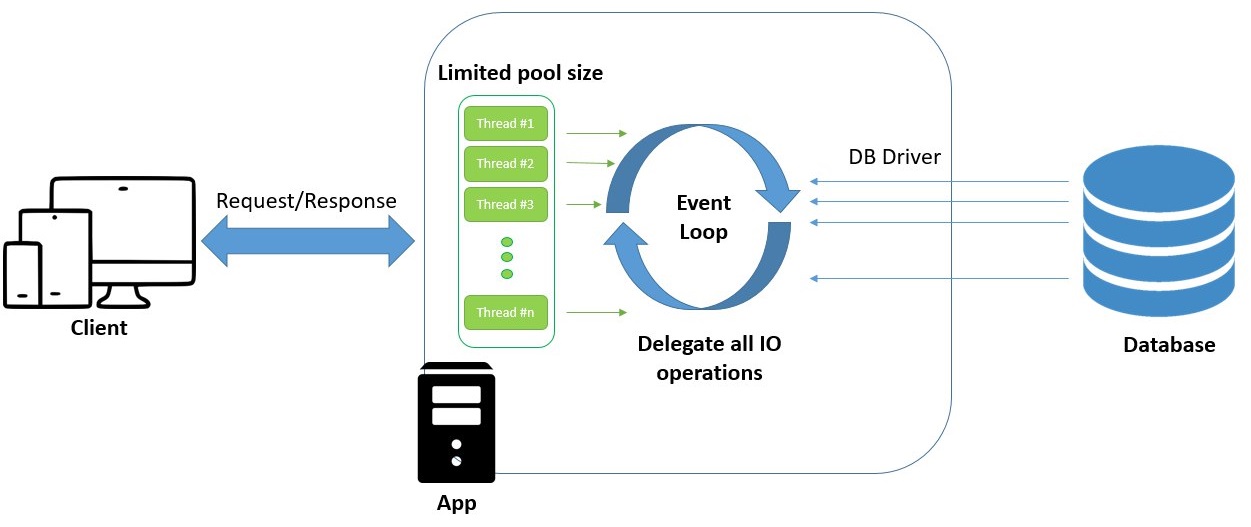 Limited pool size
Thread #1
Thread #2
Thread #3
Thread #n
Request/Response
Client
Event
Loop
Delegate all IO
operations
DB Driver
Database
App